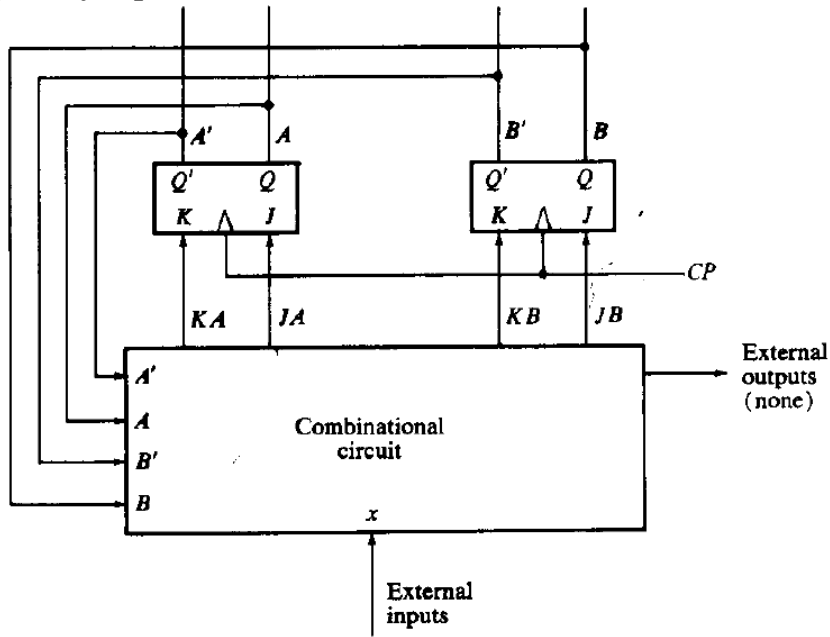 A' A B' B
Q' Q Q' Q
K J K J
CP
KA JA KB JB
External
outputs
(none)
A'
A
Combinational
circuit
B'
B
x
External
inputs